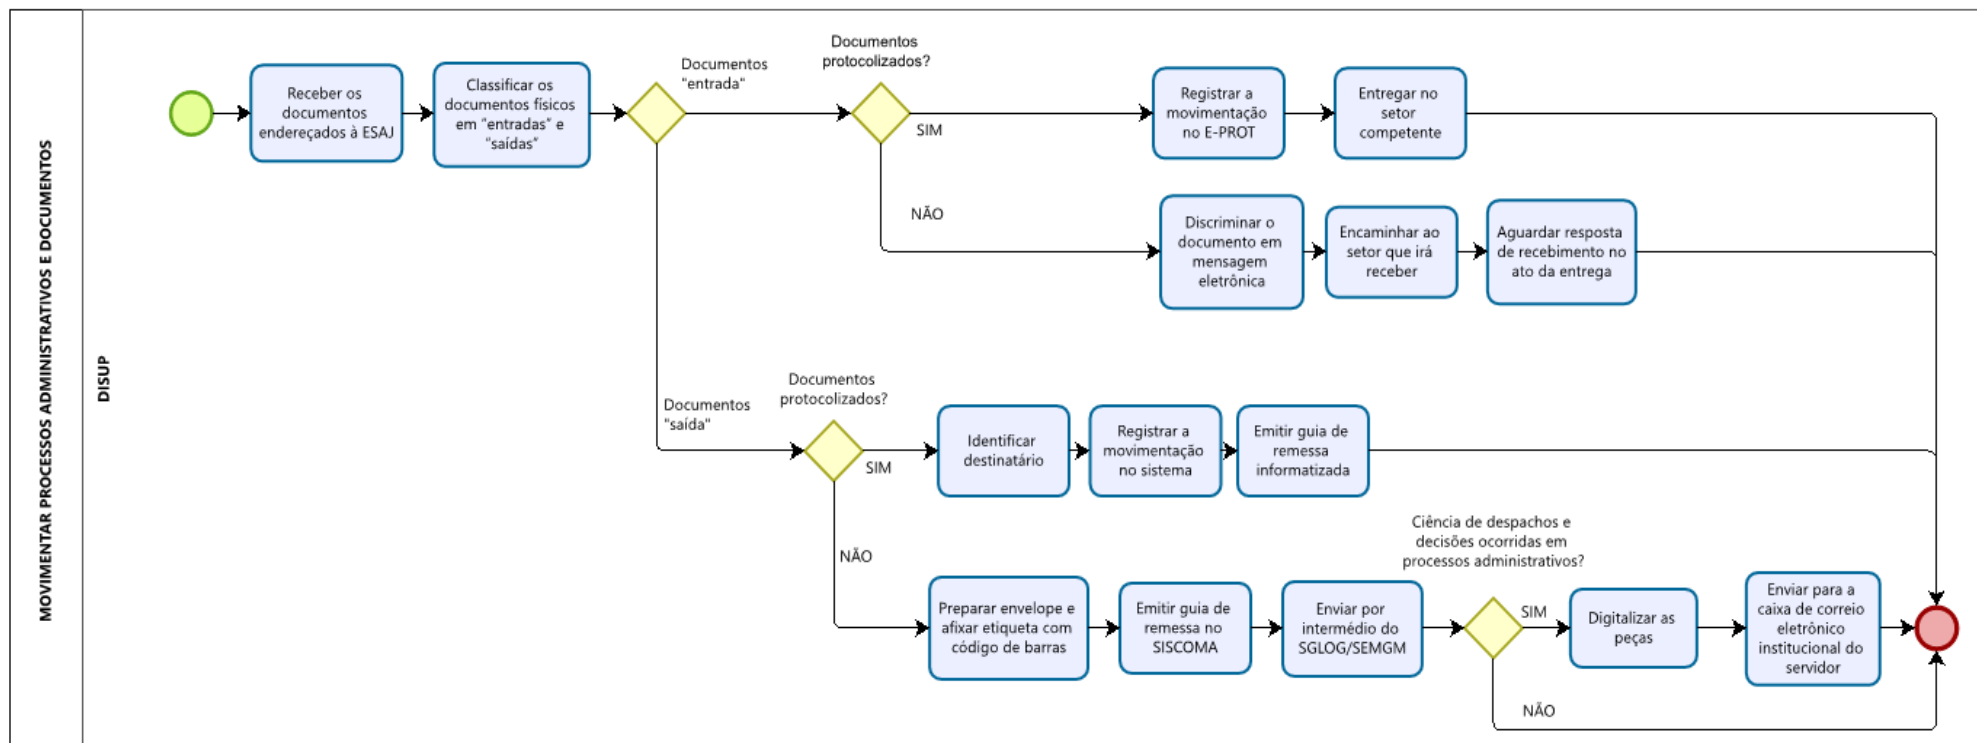 MOVIMENTAR PROCESSOS ADMINISTRATIVOS E DOCUMENTOS
DISUP
Receber os
documentos
endereçados à ESAJ
Classificar os
documentos físicos
em "entradas" e
"saídas"
Documentos
"entrada"
Documentos
protocolizados?
SIM
Registrar a
movimentação
no E-PROT
Entregar no
setor
competente
NÃO
Discriminar o
documento em
mensagem
eletrônica
Encaminhar ao
setor que irá
receber
Aguardar resposta
de recebimento no
ato da entrega
Documentos
"saída"
Documentos
protocolizados?
SIM
Identificar
destinatário
Registrar a
movimentação
no sistema
Emitir guia de
remessa
informatizada
NÃO
Preparar envelope e
afixar etiqueta com
código de barras
Emitir guia de
remessa no
SISCOMA
Enviar por
intermédio do
SGLOG/SEMGM
Ciência de despachos e
decisões ocorridas em
processos administrativos?
SIM
Digitalizar as
peças
Enviar para a
caixa de correio
eletrônico
institucional do
servidor
NÃO